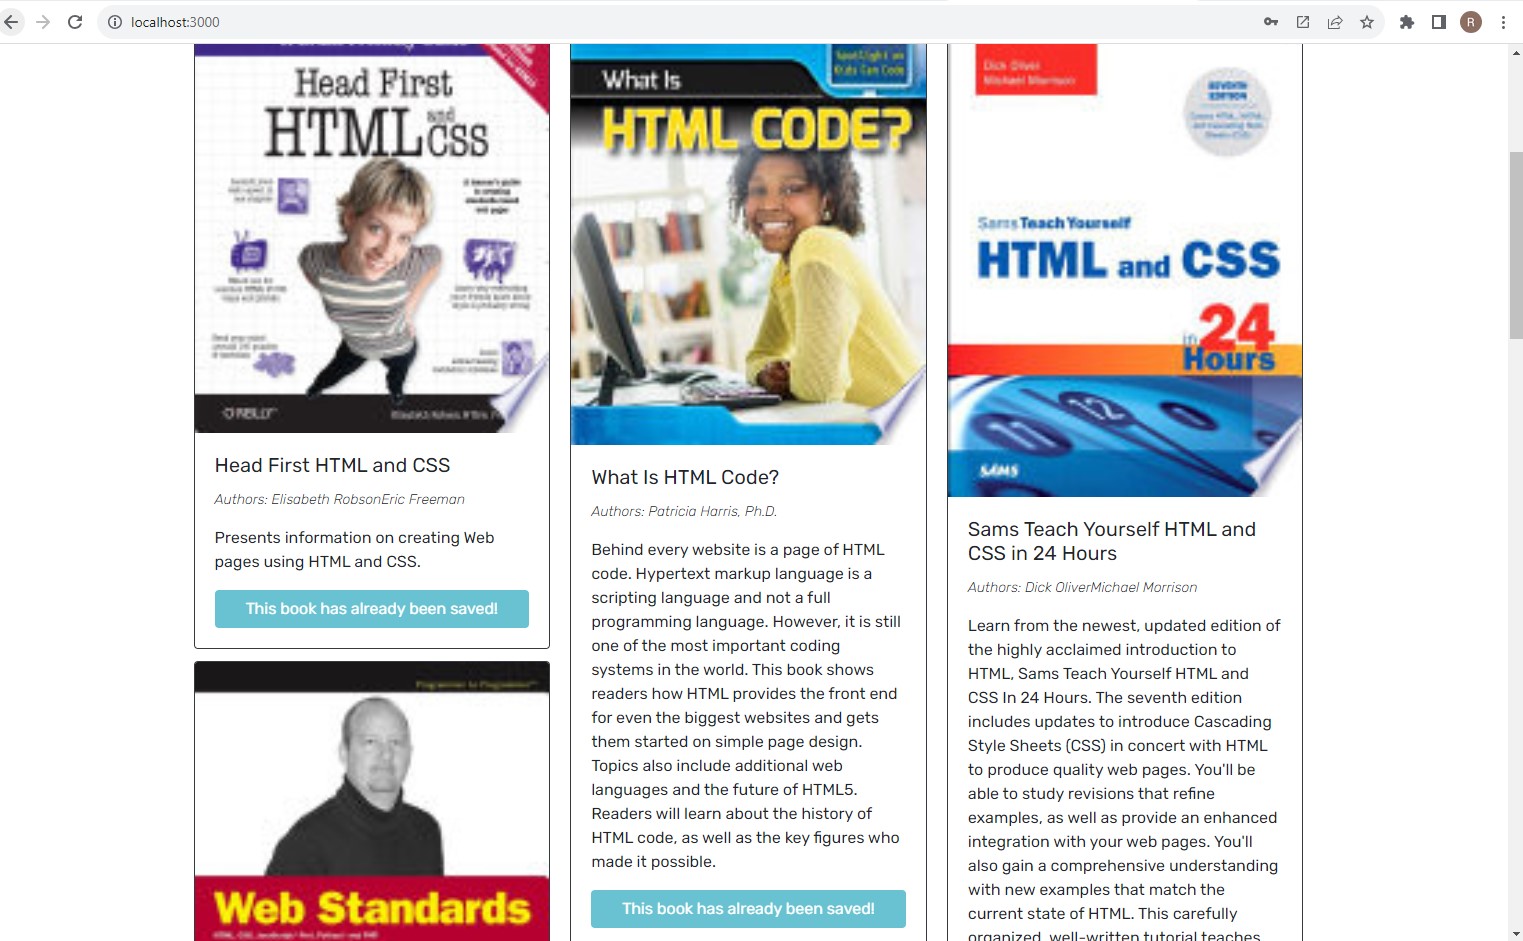 localhost:3000
R
Head First
HTML and CSS
O'REILLY
Head First HTML and CSS
Authors: Elisabeth RobsonEric Freeman
Presents information on creating Web
pages using HTML and CSS.
This book has already been saved!
Programmer to Programmer™
Web Standards
Spotlight on
Kids Can Code
What Is
HTML CODE?
What Is HTML Code?
Authors: Patricia Harris, Ph.D.
Behind every website is a page of HTML
code. Hypertext markup language is a
scripting language and not a full
programming language. However, it is still
one of the most important coding
systems in the world. This book shows
readers how HTML provides the front end
for even the biggest websites and gets
them started on simple page design.
Topics also include additional web
languages and the future of HTML5.
Readers will learn about the history of
HTML code, as well as the key figures who
made it possible.
This book has already been saved!
Dick Oliver
Michael Morrison
SEVENTH
EDITION
Sams Teach Yourself
HTML and CSS
in 24
Hours
11
12
1
SAMS
Sams Teach Yourself HTML and
CSS in 24 Hours
Authors: Dick OliverMichael Morrison
Learn from the newest, updated edition of
the highly acclaimed introduction to
HTML, Sams Teach Yourself HTML and
CSS In 24 Hours. The seventh edition
includes updates to introduce Cascading
Style Sheets (CSS) in concert with HTML
to produce quality web pages. You'll be
able to study revisions that refine
examples, as well as provide an enhanced
integration with your web pages. You'll
also gain a comprehensive understanding
with new examples that match the
current state of HTML. This carefully
organized, well-written tutorial teaches